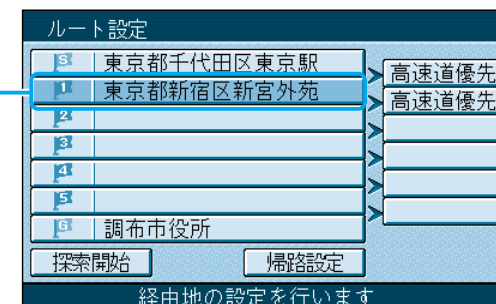 ルート設定
S 東京都千代田区東京駅
高速道優先
1 東京都新宿区新宮外苑
高速道優先
2
3
4
5
G 調布市役所
探索開始 帰路設定
経由地の設定を行います